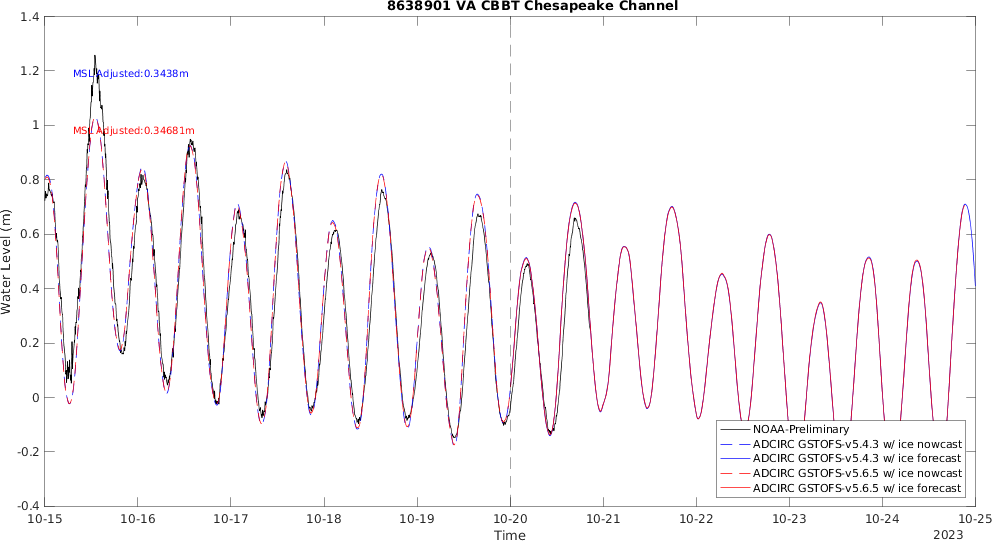 8638901 VA CBBT Chesapeake Channel
1.4
1.2
1
0.8
0.6
0.4
0.2
0
-0.2
-0.4
Water Level (m)
MSL Adjusted:0.3438m
MSL Adjusted:0.34681m
NOAA-Preliminary
ADCIRC GSTOFS-v5.4.3 w/ ice nowcast
ADCIRC GSTOFS-v5.4.3 w/ ice forecast
ADCIRC GSTOFS-v5.6.5 w/ ice nowcast
ADCIRC GSTOFS-v5.6.5 w/ ice forecast
10-15 10-16 10-17 10-18 10-19 10-20 10-21 10-22 10-23 10-24 10-25
Time
2023